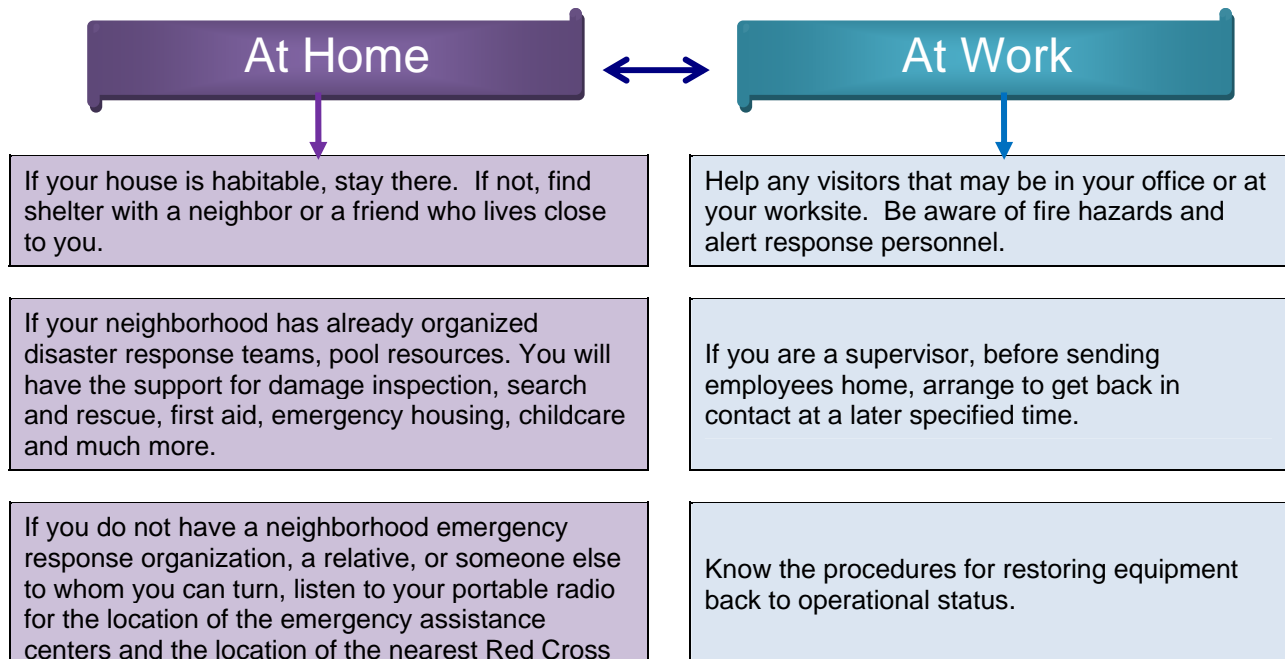 At Home
At Work
If your house is habitable, stay there.  If not, find
shelter with a neighbor or a friend who lives close
to you.
Help any visitors that may be in your office or at
your worksite.  Be aware of fire hazards and
alert response personnel.
If your neighborhood has already organized
disaster response teams, pool resources. You will
have the support for damage inspection, search
and rescue, first aid, emergency housing, childcare
and much more.
If you are a supervisor, before sending
employees home, arrange to get back in
contact at a later specified time.
If you do not have a neighborhood emergency
response organization, a relative, or someone else
to whom you can turn, listen to your portable radio
for the location of the emergency assistance
centers and the location of the nearest Red Cross
Know the procedures for restoring equipment
back to operational status.